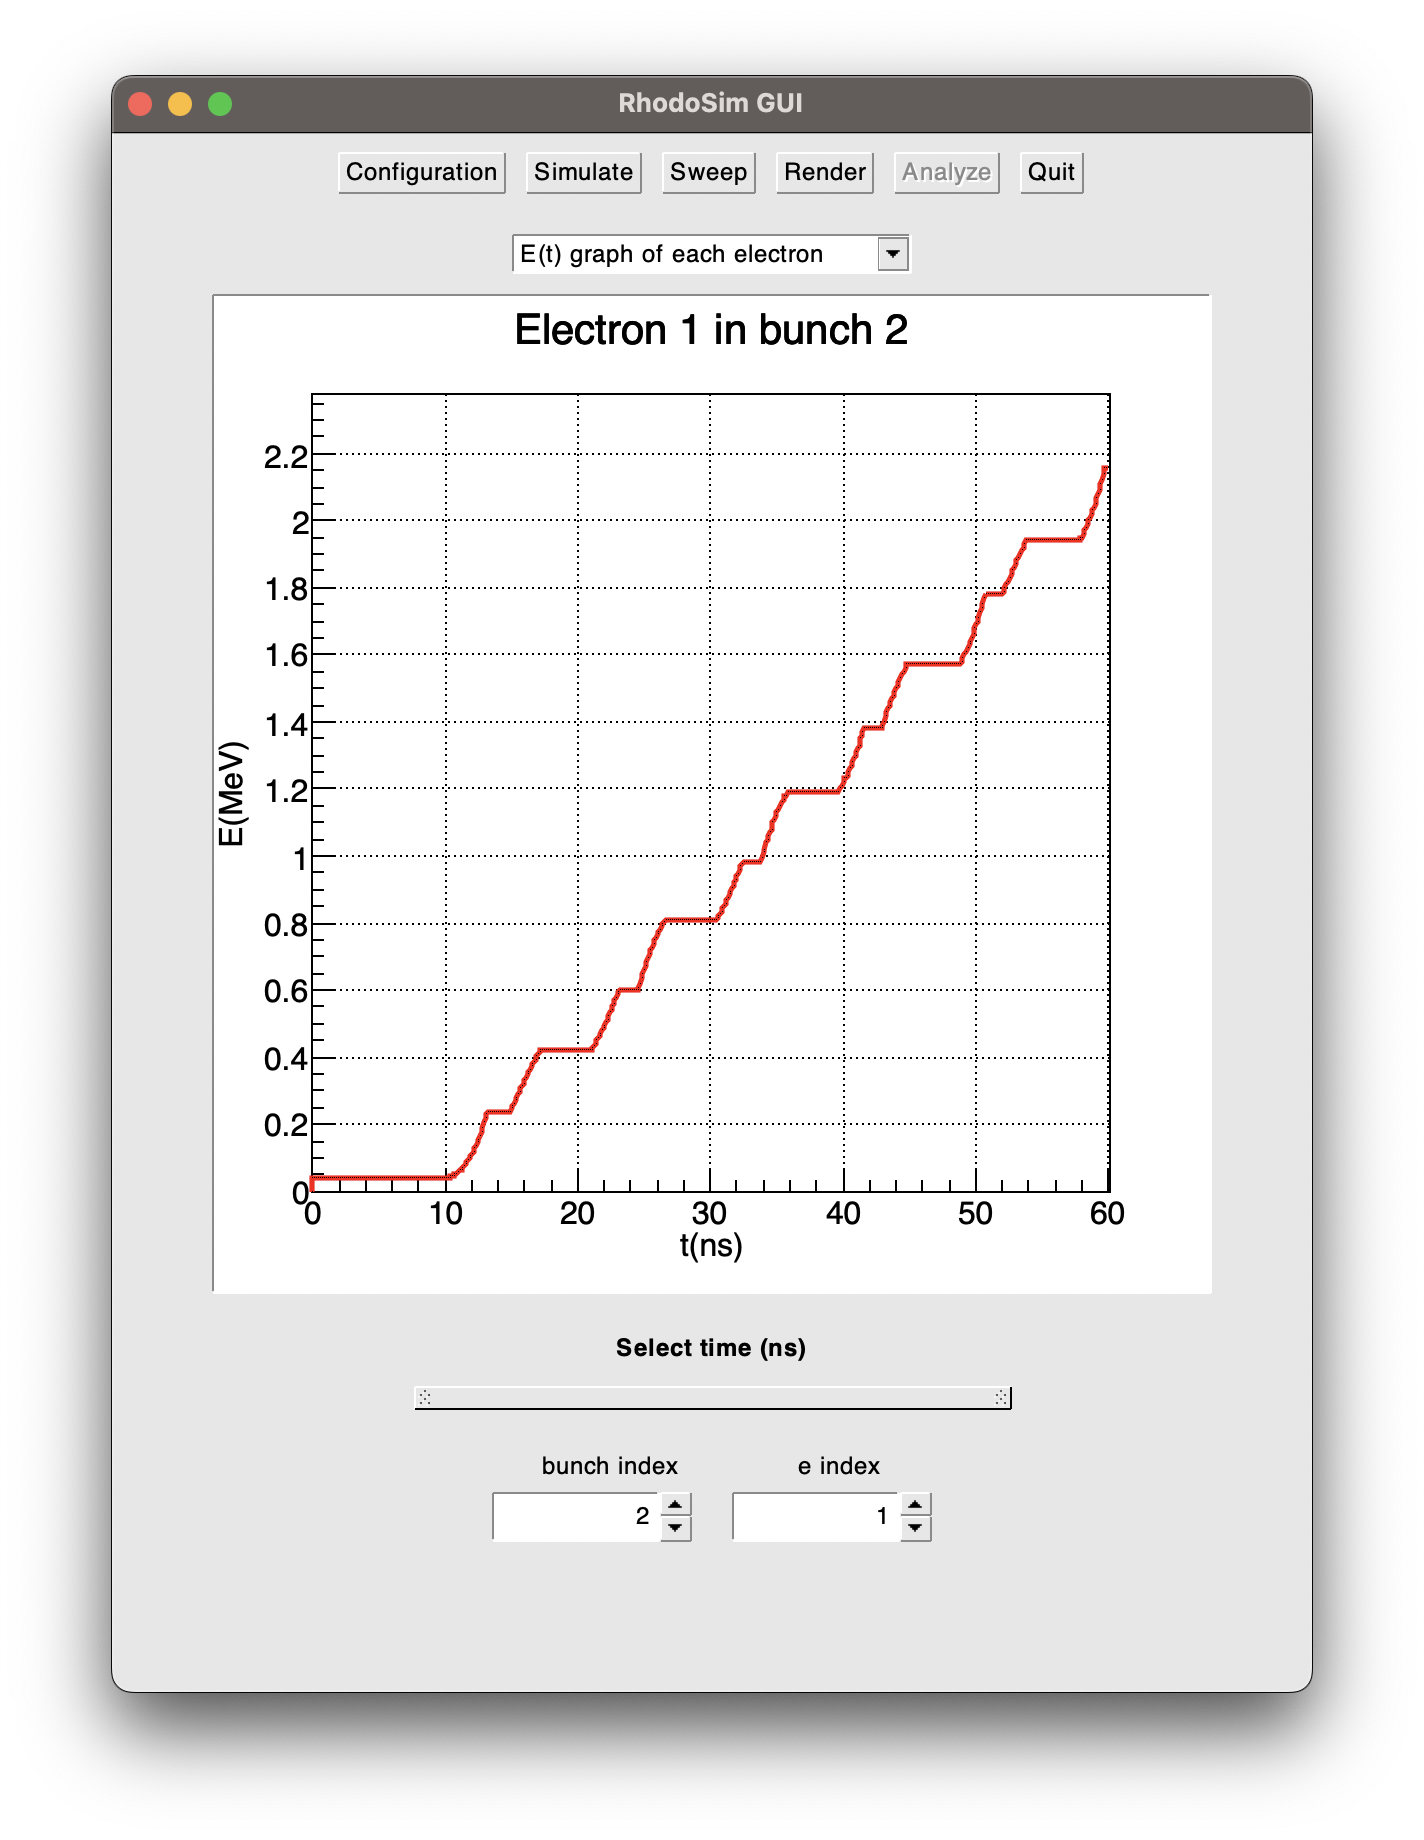 RhodoSim GUI
Configuration Simulate Sweep Render Analyze Quit
E(t) graph of each electron
Electron 1 in bunch 2
E(MeV)
2.2
2
1.8
1.6
1.4
1.2
1
0.8
0.6
0.4
0.2
0
0 10 20 30 40 50 60
t(ns)
Select time (ns)
bunch index e index
2 1